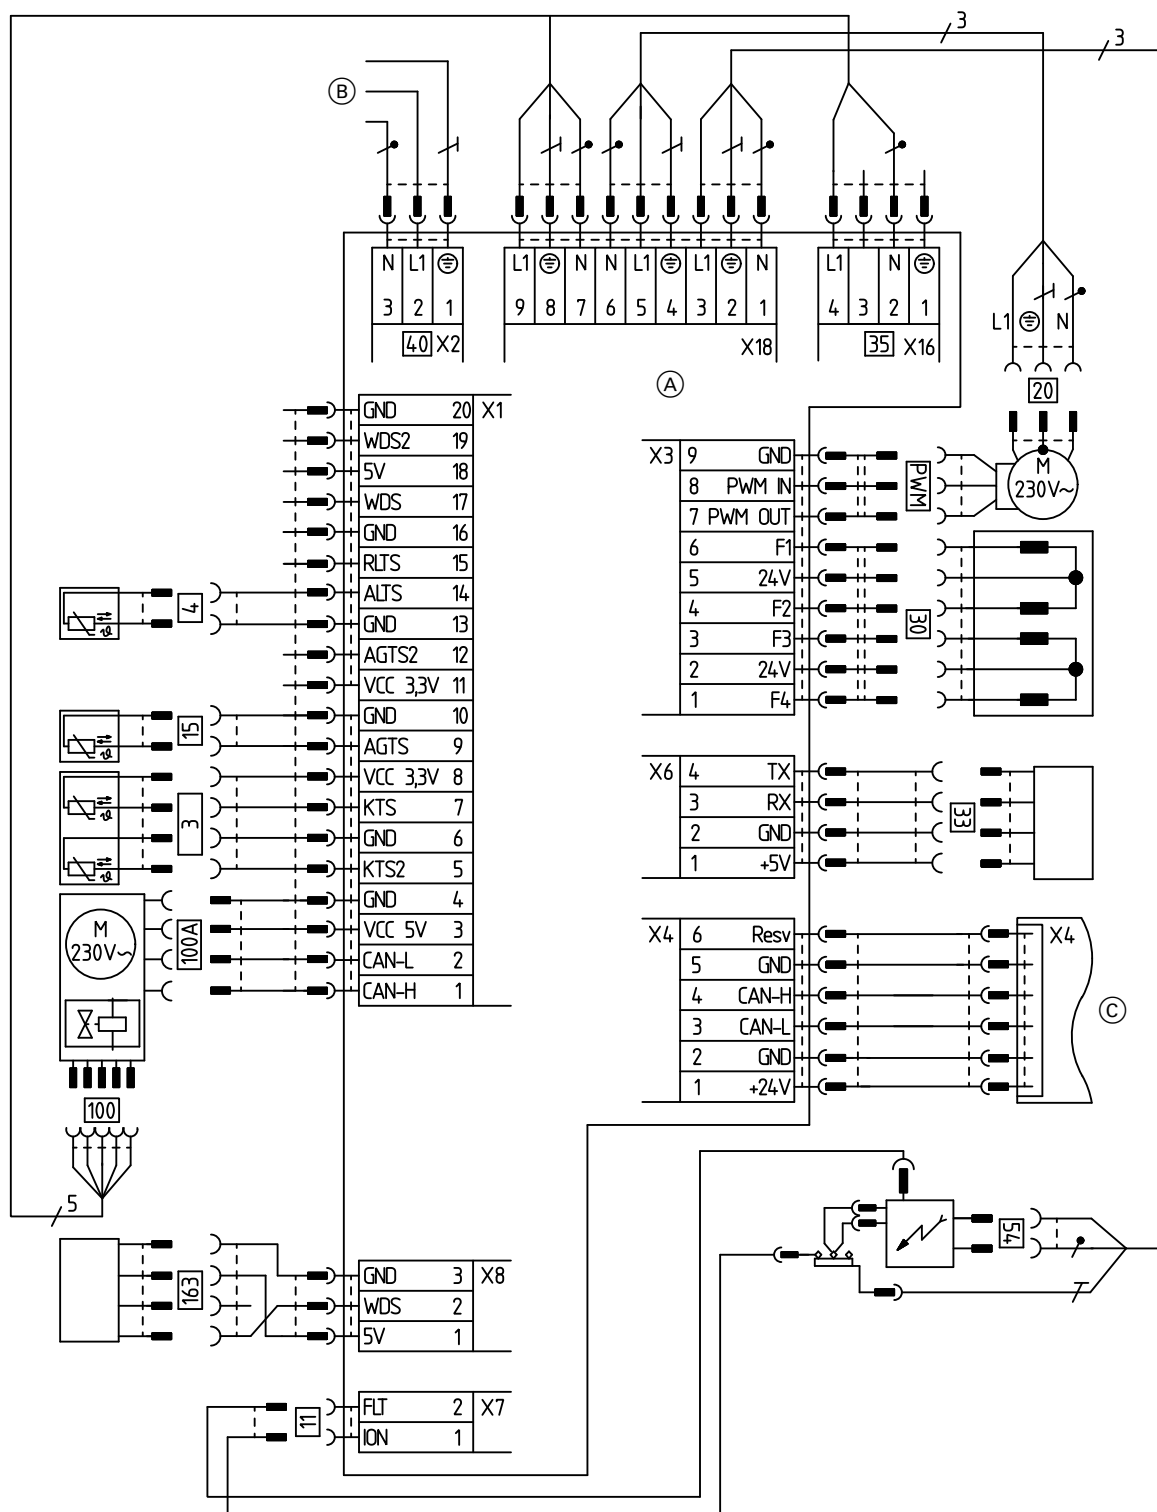 3
3
B
N L1 ⏚
3 2 1
40 X2
L1 ⏚ N N L1 ⏚ L1 ⏚ N
9 8 7 6 5 4 3 2 1
X18
L1 N ⏚
4 3 2 1
35 X16
L1 ⏚ N
20
A
GND 20 X1
WDS2 19
5V 18
WDS 17
GND 16
RLTS 15
ALTS 14
GND 13
AGTS2 12
VCC 3,3V 11
GND 10
AGTS 9
VCC 3,3V 8
KTS 7
GND 6
KTS2 5
GND 4
VCC 5V 3
CAN-L 2
CAN-H 1
4
ϑ
15
ϑ
3
ϑ
ϑ
M
230V~
100A
100
5
X3 9 GND
8 PWM IN
7 PWM OUT
6 F1
5 24V
4 F2
3 F3
2 24V
1 F4
PWM
M
230V~
30
X6 4 TX
3 RX
2 GND
1 +5V
33
X4 6 Resv
5 GND
4 CAN-H
3 CAN-L
2 GND
1 +24V
X4
C
54
163
GND 3 X8
WDS 2
5V 1
11
FLT 2 X7
ION 1